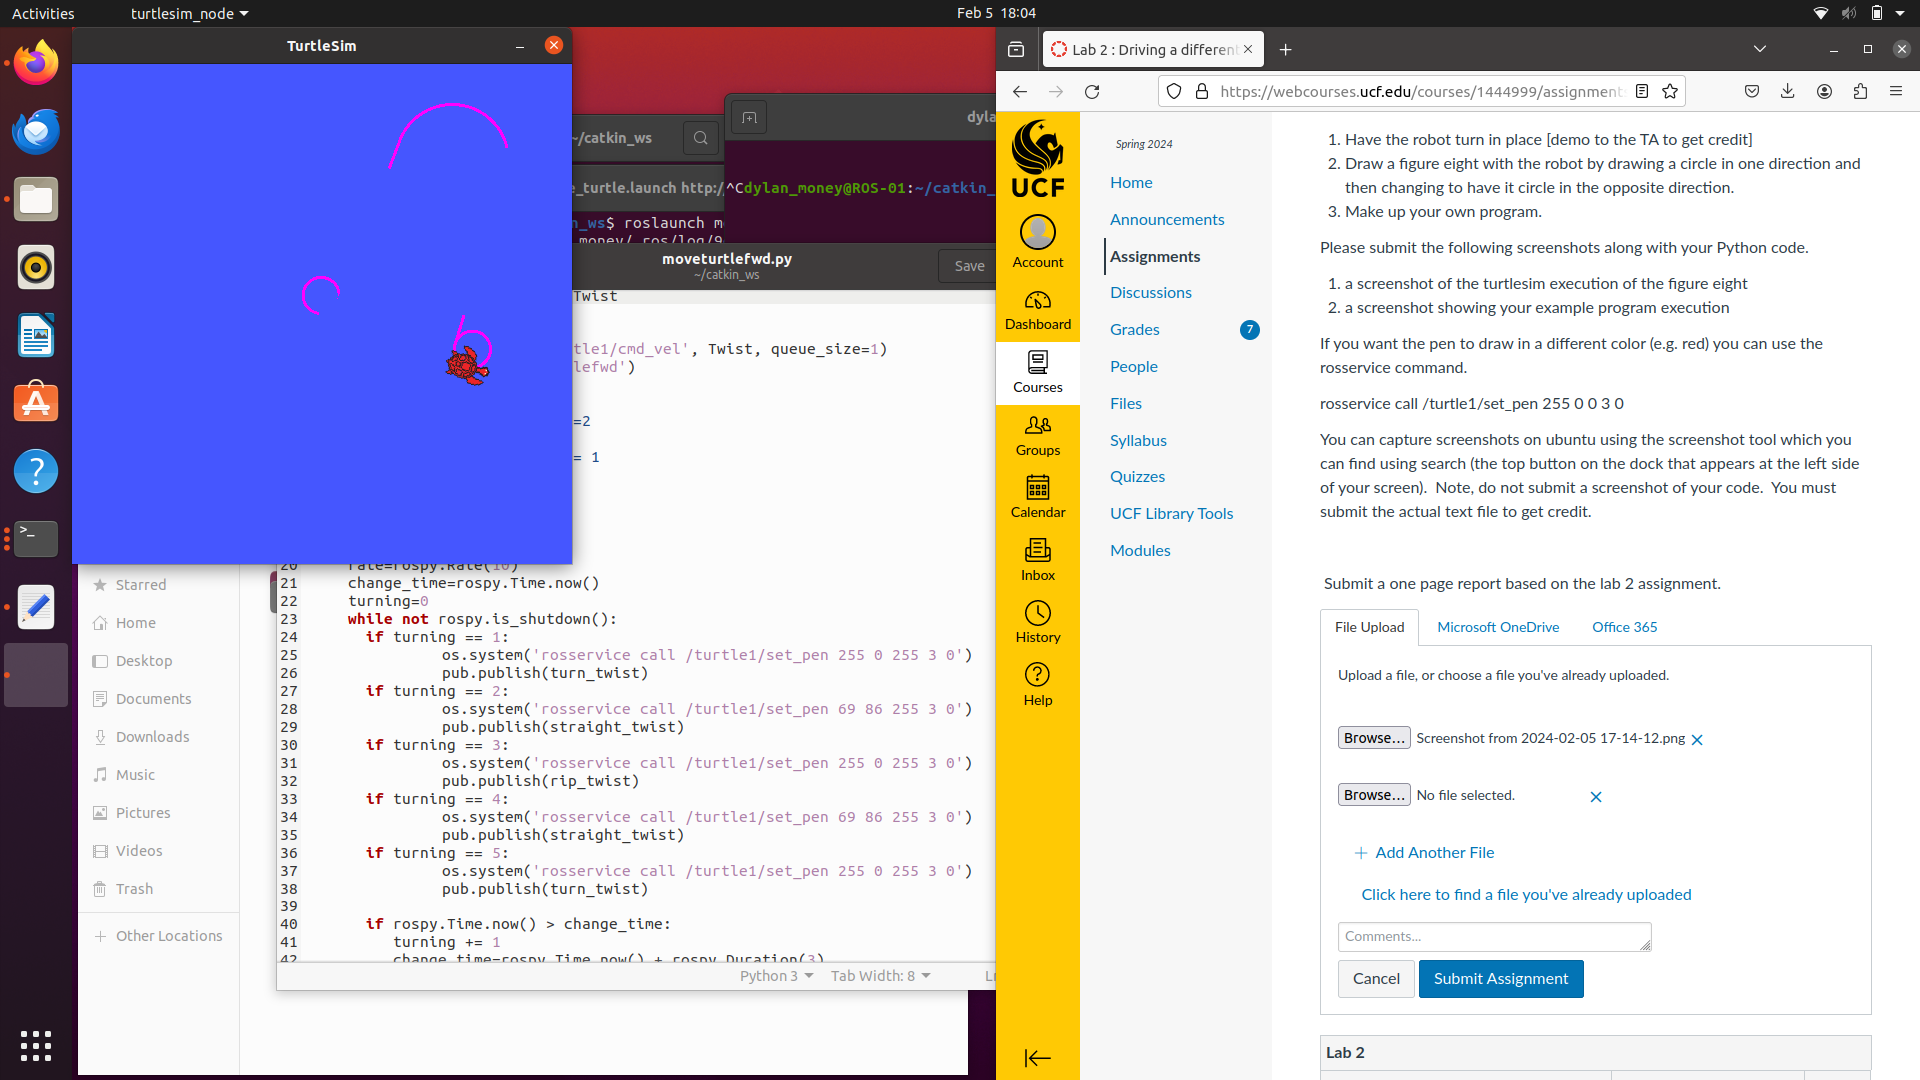 Activities
turtlesim_node
Feb 5 18:04
TurtleSim
~/catkin_ws
dyla
e_turtle.launch http:/
^Cdylan_money@ROS-01:~/catkin_
n_ws$ roslaunch m
moveturtlefwd.py
~/catkin_ws
Save
Twist
tle1/cmd_vel', Twist, queue_size=1)
lefwd')
=2
= 1
20 rate=rospy.Rate(10)
21 change_time=rospy.Time.now()
22 turning=0
23 while not rospy.is_shutdown():
24 if turning == 1:
25 os.system('rosservice call /turtle1/set_pen 255 0 255 3 0')
26 pub.publish(turn_twist)
27 if turning == 2:
28 os.system('rosservice call /turtle1/set_pen 69 86 255 3 0')
29 pub.publish(straight_twist)
30 if turning == 3:
31 os.system('rosservice call /turtle1/set_pen 255 0 255 3 0')
32 pub.publish(rip_twist)
33 if turning == 4:
34 os.system('rosservice call /turtle1/set_pen 69 86 255 3 0')
35 pub.publish(straight_twist)
36 if turning == 5:
37 os.system('rosservice call /turtle1/set_pen 255 0 255 3 0')
38 pub.publish(turn_twist)
39
40 if rospy.Time.now() > change_time:
41 turning += 1
42 change_time=rospy.Time.now() + rospy.Duration(3)
Python 3
Tab Width: 8
Ln
Starred
Home
Desktop
Documents
Downloads
Music
Pictures
Videos
Trash
+ Other Locations
Lab 2 : Driving a differen
https://webcourses.ucf.edu/courses/1444999/assignment
UCF
Account
Dashboard
Courses
Groups
Calendar
Inbox
History
Help
Spring 2024
Home
Announcements
Assignments
Discussions
Grades
7
People
Files
Syllabus
Quizzes
UCF Library Tools
Modules
1. Have the robot turn in place [demo to the TA to get credit]
2. Draw a figure eight with the robot by drawing a circle in one direction and
then changing to have it circle in the opposite direction.
3. Make up your own program.
Please submit the following screenshots along with your Python code.
1. a screenshot of the turtlesim execution of the figure eight
2. a screenshot showing your example program execution
If you want the pen to draw in a different color (e.g. red) you can use the
rosservice command.
rosservice call /turtle1/set_pen 255 0 0 3 0
You can capture screenshots on ubuntu using the screenshot tool which you
can find using search (the top button on the dock that appears at the left side
of your screen). Note, do not submit a screenshot of your code. You must
submit the actual text file to get credit.
Submit a one page report based on the lab 2 assignment.
File Upload
Microsoft OneDrive
Office 365
Upload a file, or choose a file you've already uploaded.
Browse... Screenshot from 2024-02-05 17-14-12.png
Browse... No file selected.
+ Add Another File
Click here to find a file you've already uploaded
Comments...
Cancel
Submit Assignment
Lab 2